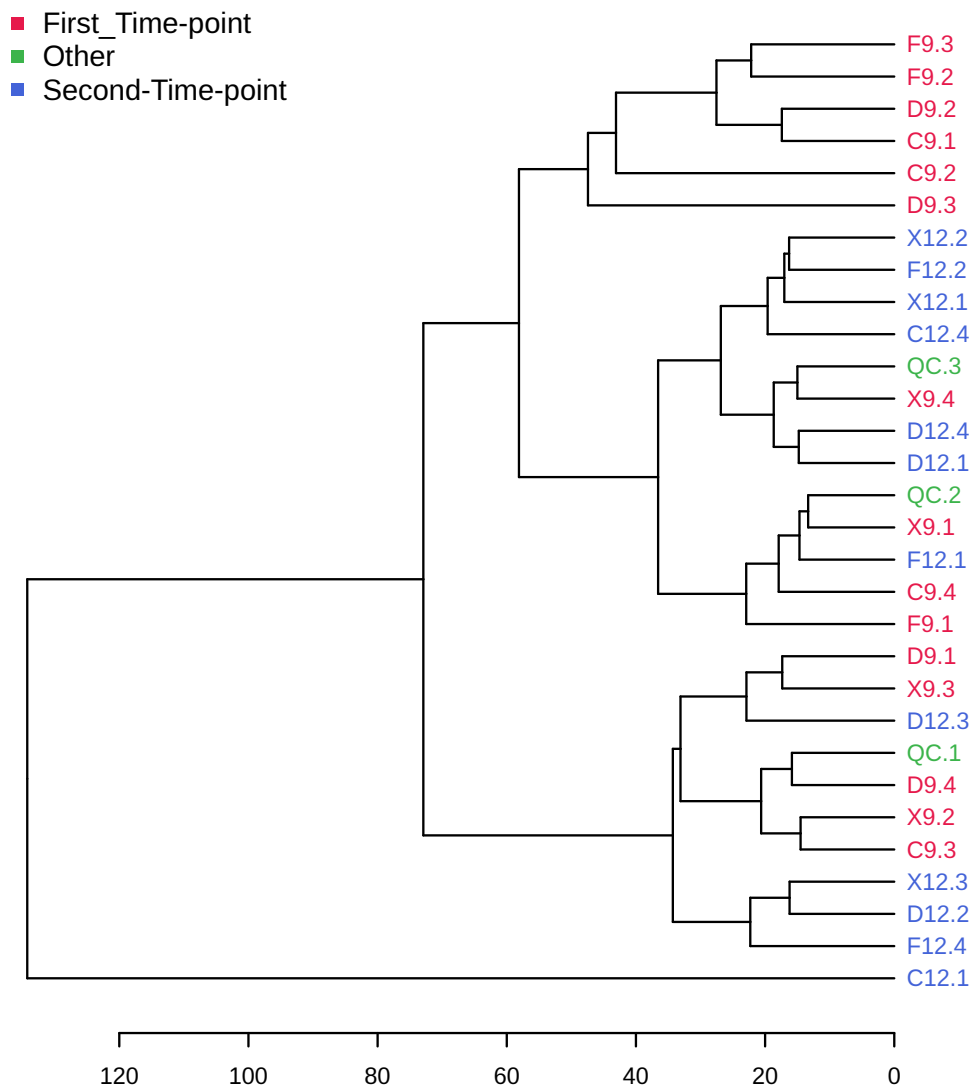 First_Time-point
Other
Second-Time-point
F9.3
F9.2
D9.2
C9.1
C9.2
D9.3
X12.2
F12.2
X12.1
C12.4
QC.3
X9.4
D12.4
D12.1
QC.2
X9.1
F12.1
C9.4
F9.1
D9.1
X9.3
D12.3
QC.1
D9.4
X9.2
C9.3
X12.3
D12.2
F12.4
C12.1
120 100 80 60 40 20 0